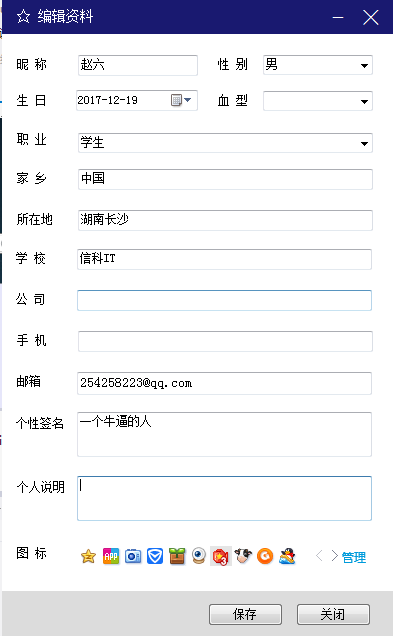 ☆ 编辑资料
昵 称 赵六 性 别 男
生 日 2017-12-19 血 型
职 业 学生
家 乡 中国
所在地 湖南长沙
学 校 信科IT
公 司
手 机
邮箱 254258223@qq.com
个性签名 一个牛逼的人
个人说明
图 标 APP 3 管理
保存 关闭